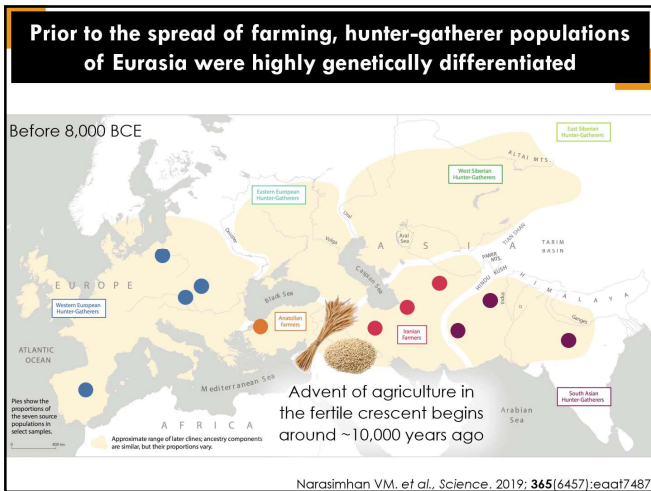 Prior to the spread of farming, hunter-gatherer populations
of Eurasia were highly genetically differentiated
Before 8,000 BCE
East Siberian
Hunter-Gatherers
ALTAI MTS.
West Siberian
Hunter-Gatherers
Eastern European
Hunter-Gatherers
Ural
Volga
Dnieper
Aral
Sea
ASIA
TIAN SHAN
TARIM
BASIN
PAMIR
MTS.
HINDU KUSH
HIMALAYA
EUROPE
Caspian Sea
Black Sea
Indus
Ganges
Western European
Hunter-Gatherers
Anatolian
Farmers
Iranian
Farmers
ATLANTIC
OCEAN
Mediterranean Sea
South Asian
Hunter-Gatherers
Pies show the
proportions
of the seven source
populations in
select samples.
AFRICA
Arabian
Sea
Advent of agriculture in
the fertile crescent begins
around ~10,000 years ago
Approximate range of later clines; ancestry components
are similar, but their proportions vary.
Narasimhan VM. et al., Science. 2019; 365(6457):eaat7487